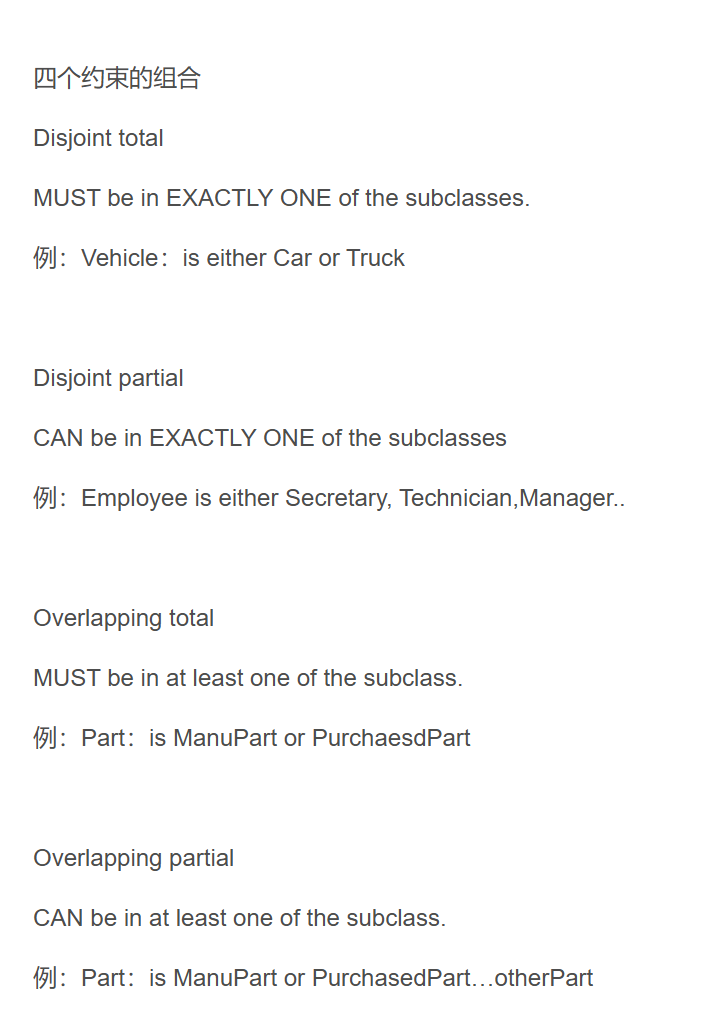 四个约束的组合
Disjoint total
MUST be in EXACTLY ONE of the subclasses.
例：Vehicle：is either Car or Truck
Disjoint partial
CAN be in EXACTLY ONE of the subclasses
例：Employee is either Secretary, Technician,Manager..
Overlapping total
MUST be in at least one of the subclass.
例：Part：is ManuPart or PurchaesdPart
Overlapping partial
CAN be in at least one of the subclass.
例：Part：is ManuPart or PurchasedPart…otherPart